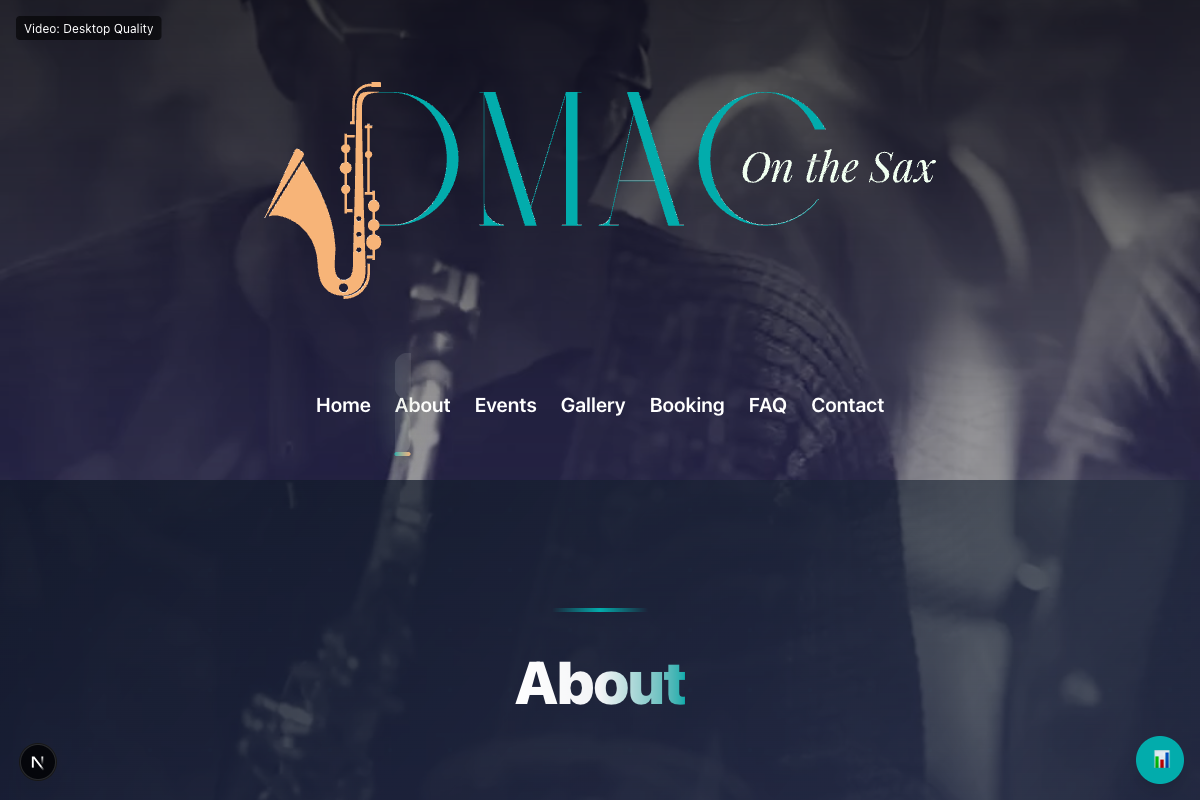 Video: Desktop Quality
DMAC
On the Sax
Home About Events Gallery Booking FAQ Contact
About
N